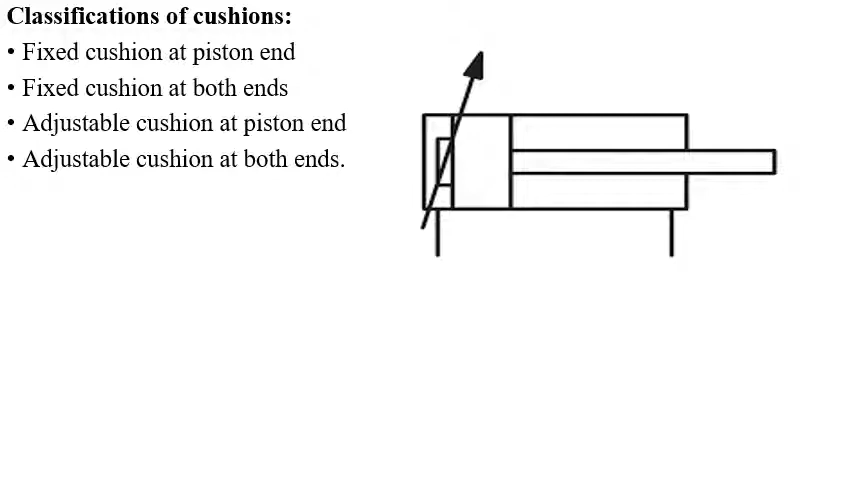 Classifications of cushions:
• Fixed cushion at piston end
• Fixed cushion at both ends
• Adjustable cushion at piston end
• Adjustable cushion at both ends.